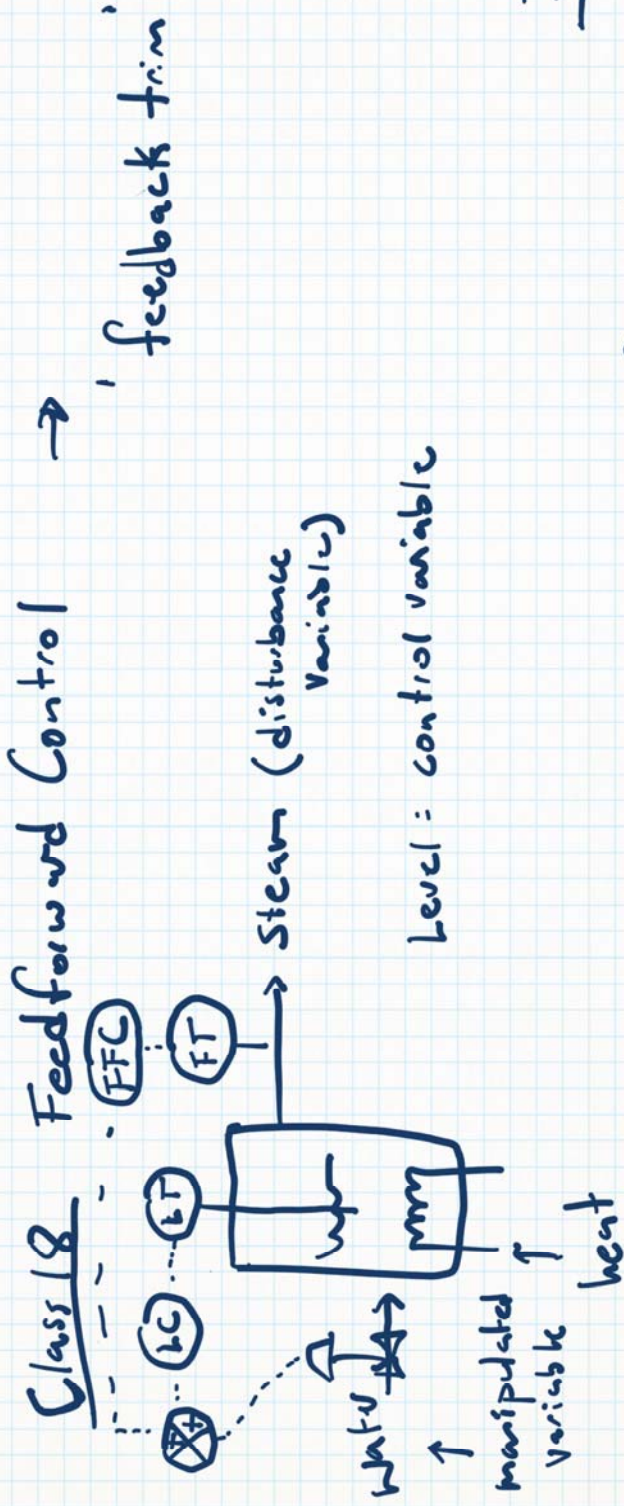 Class 18 Feedforward Control → "feedback trim"
FFC
LC LT FT
+ +
Steam (disturbance
variable)
Water
Level = control variable
↑
manipulated
variable
↑
heat